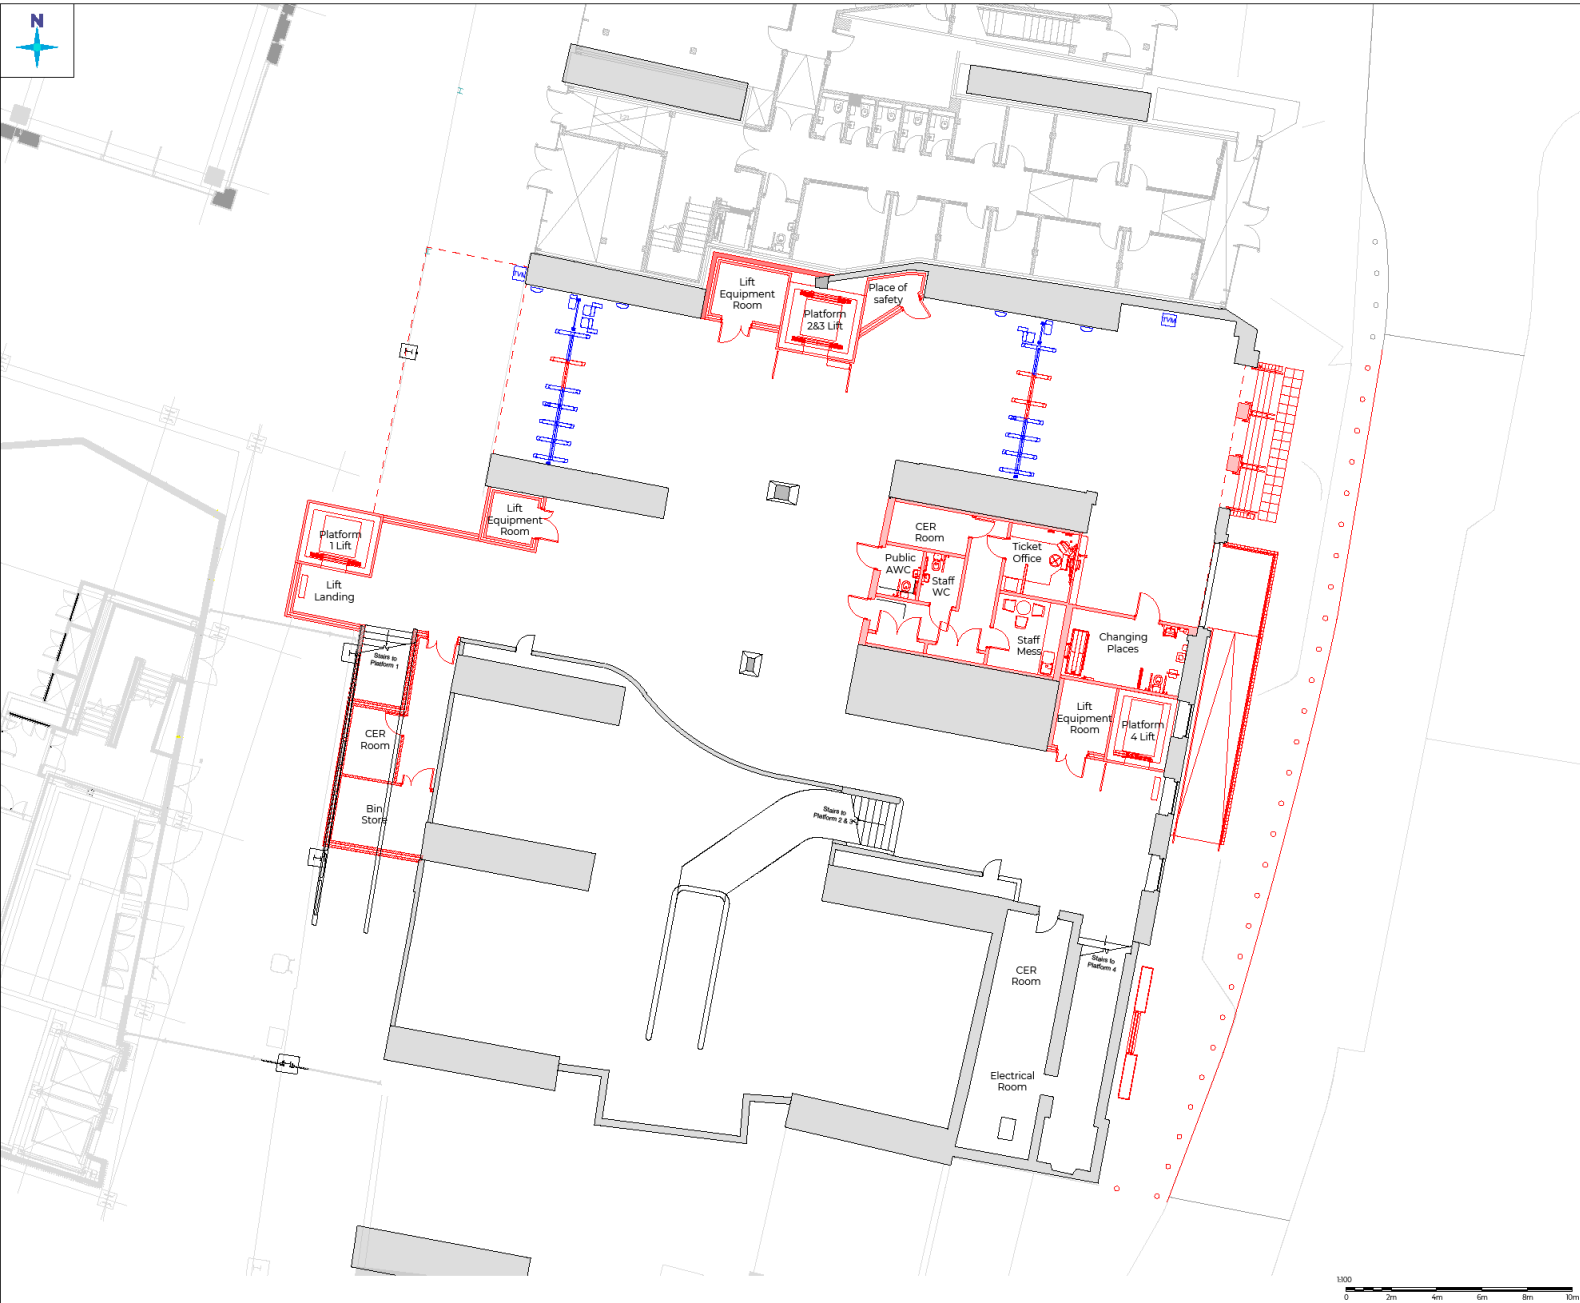 N
TVM
Lift
Equipment
Room
Platform
2&3 Lift
Place of
safety
TVM
Lift
Equipment
Room
Platform
1 Lift
Lift
Landing
CER
Room
Ticket
Office
Public
AWC
Staff
WC
Staff
Mess
Changing
Places
Stairs to
Platform 1
CER
Room
Bin
Store
Lift
Equipment
Room
Platform
4 Lift
Stairs to
Platform 2 & 3
CER
Room
Stairs to
Platform 4
Electrical
Room
1:100
0 2m 4m 6m 8m 10m